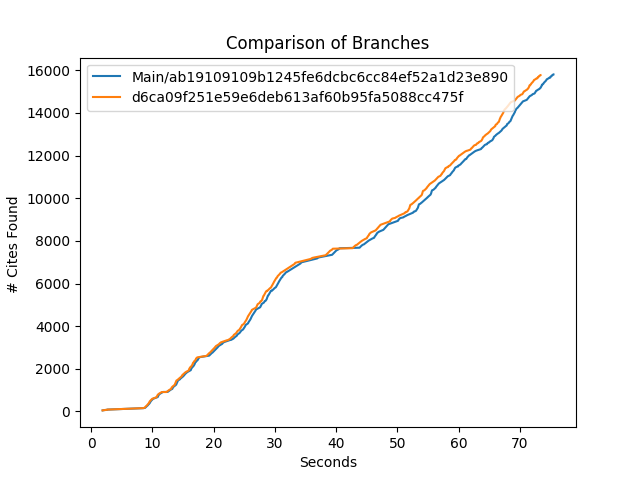 Comparison of Branches
Main/ab19109109b1245fe6dcbc6cc84ef52a1d23e890
d6ca09f251e59e6deb613af60b95fa5088cc475f
# Cites Found
16000
14000
12000
10000
8000
6000
4000
2000
0
0 10 20 30 40 50 60 70
Seconds